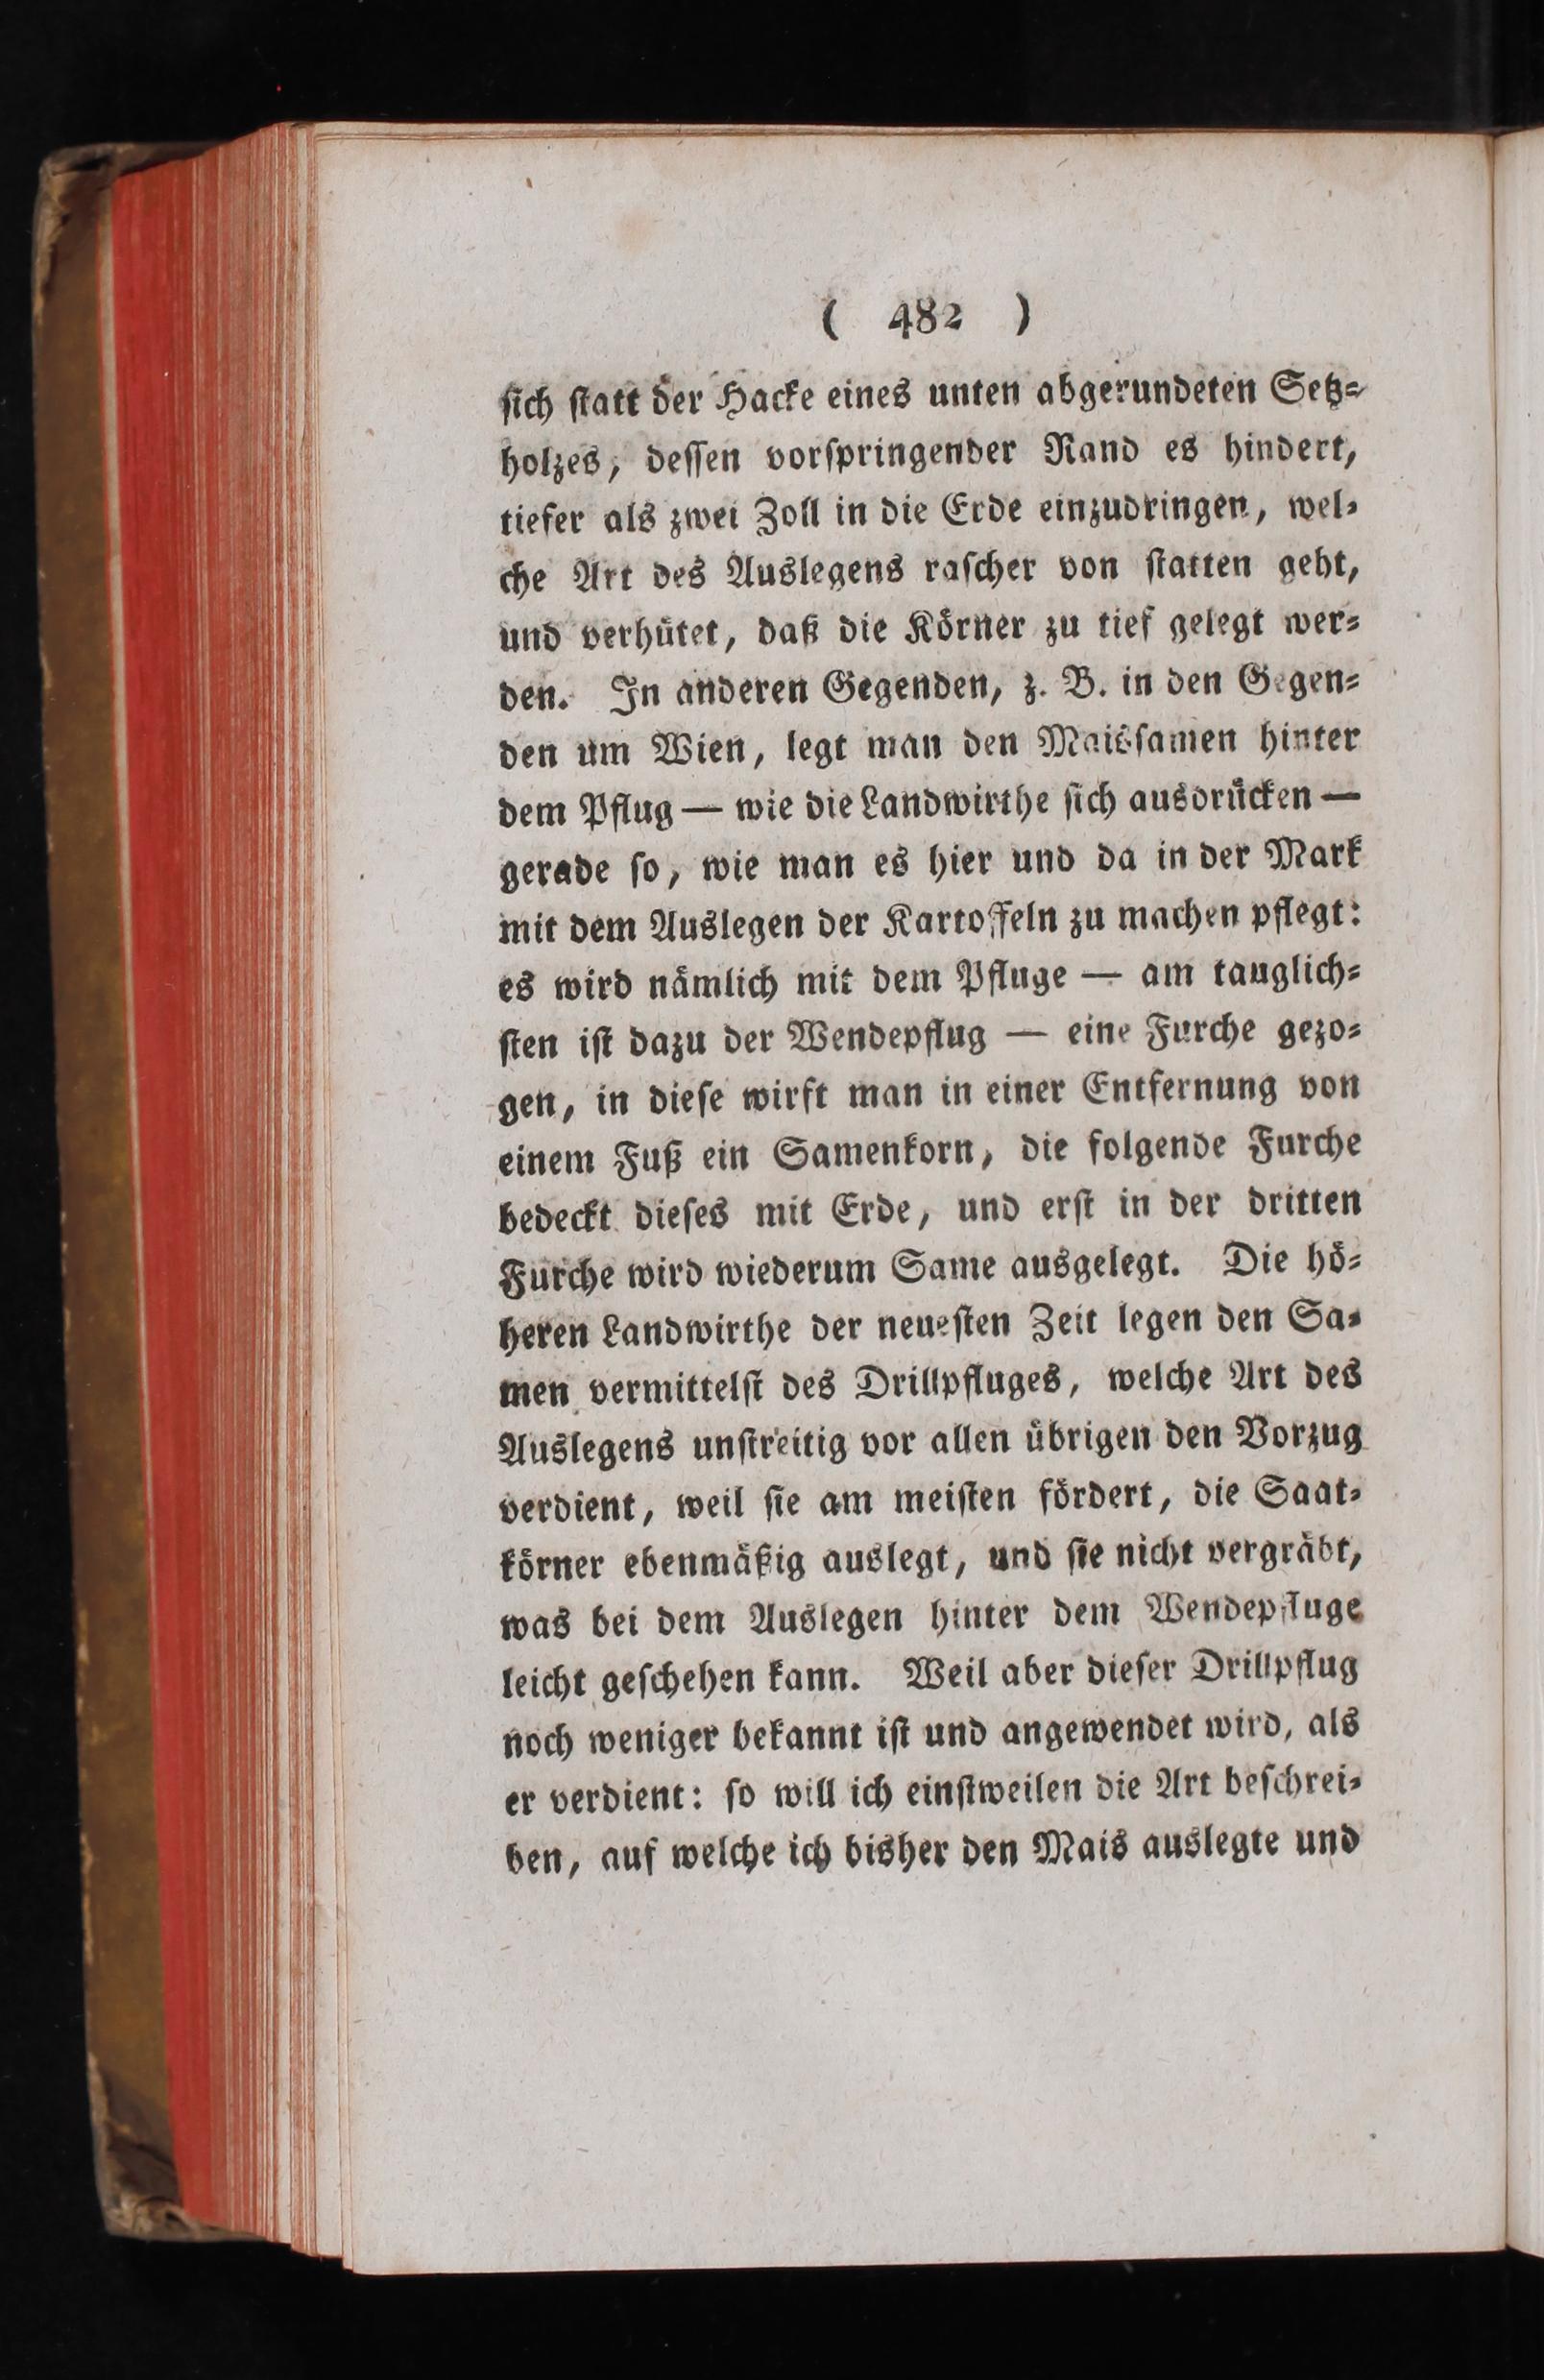 ( 482 )
sich statt der Hacke eines unten abgerundeten Setz-
holzes, dessen vorspringender Rand es hindert,
tiefer als zwei Zoll in die Erde einzudringen, wel-
che Art des Auslegens rascher von statten geht,
und verhütet, daß die Körner zu tief gelegt wer-
den. In anderen Gegenden, z. B. in den Gegen-
den um Wien, legt man den Maissamen hinter
dem Pflug — wie die Landwirthe sich ausdrücken —
gerade so, wie man es hier und da in der Mark
mit dem Auslegen der Kartoffeln zu machen pflegt:
es wird nämlich mit dem Pfluge — am tauglich-
sten ist dazu der Wendepflug — eine Furche gezo-
gen, in diese wirft man in einer Entfernung von
einem Fuß ein Samenkorn, die folgende Furche
bedeckt dieses mit Erde, und erst in der dritten
Furche wird wiederum Same ausgelegt. Die hö-
heren Landwirthe der neuesten Zeit legen den Sa-
men vermittelst des Drillpfluges, welche Art des
Auslegens unstreitig vor allen übrigen den Vorzug
verdient, weil sie am meisten fördert, die Saat-
körner ebenmäßig auslegt, und sie nicht vergräbt,
was bei dem Auslegen hinter dem Wendepfluge
leicht geschehen kann. Weil aber dieser Drillpflug
noch weniger bekannt ist und angewendet wird, als
er verdient: so will ich einstweilen die Art beschrei-
ben, auf welche ich bisher den Mais auslegte und